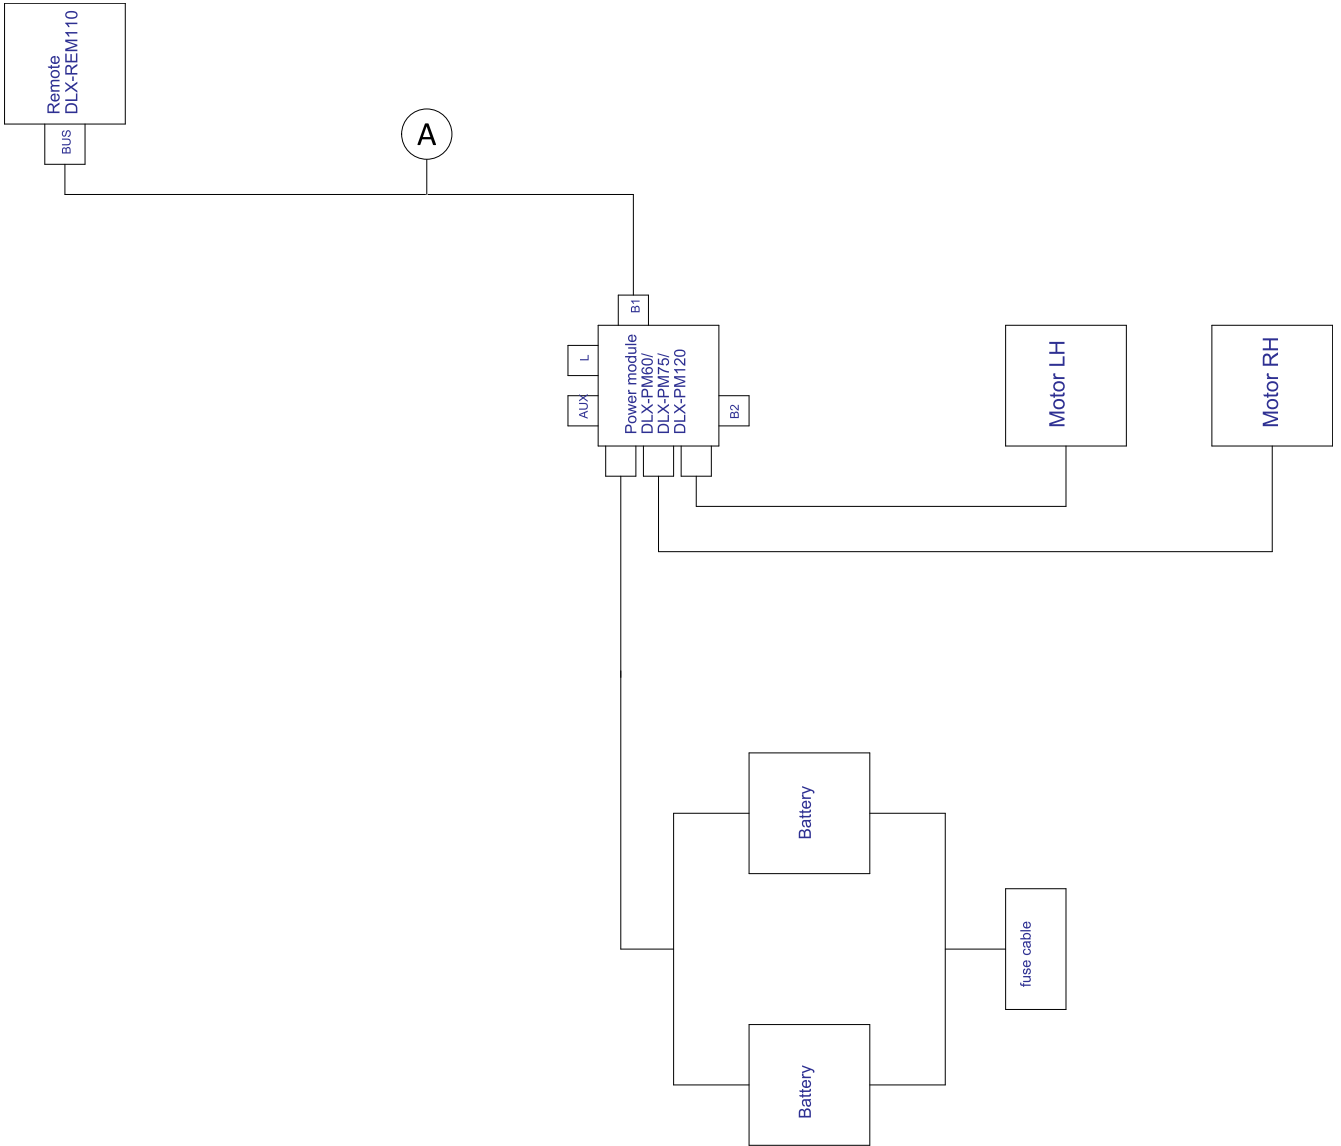 Remote
DLX-REM110
BUS
A
B1
L
AUX
Power module
DLX-PM60/
DLX-PM75/
DLX-PM120
B2
Motor LH
Motor RH
Battery
fuse cable
Battery